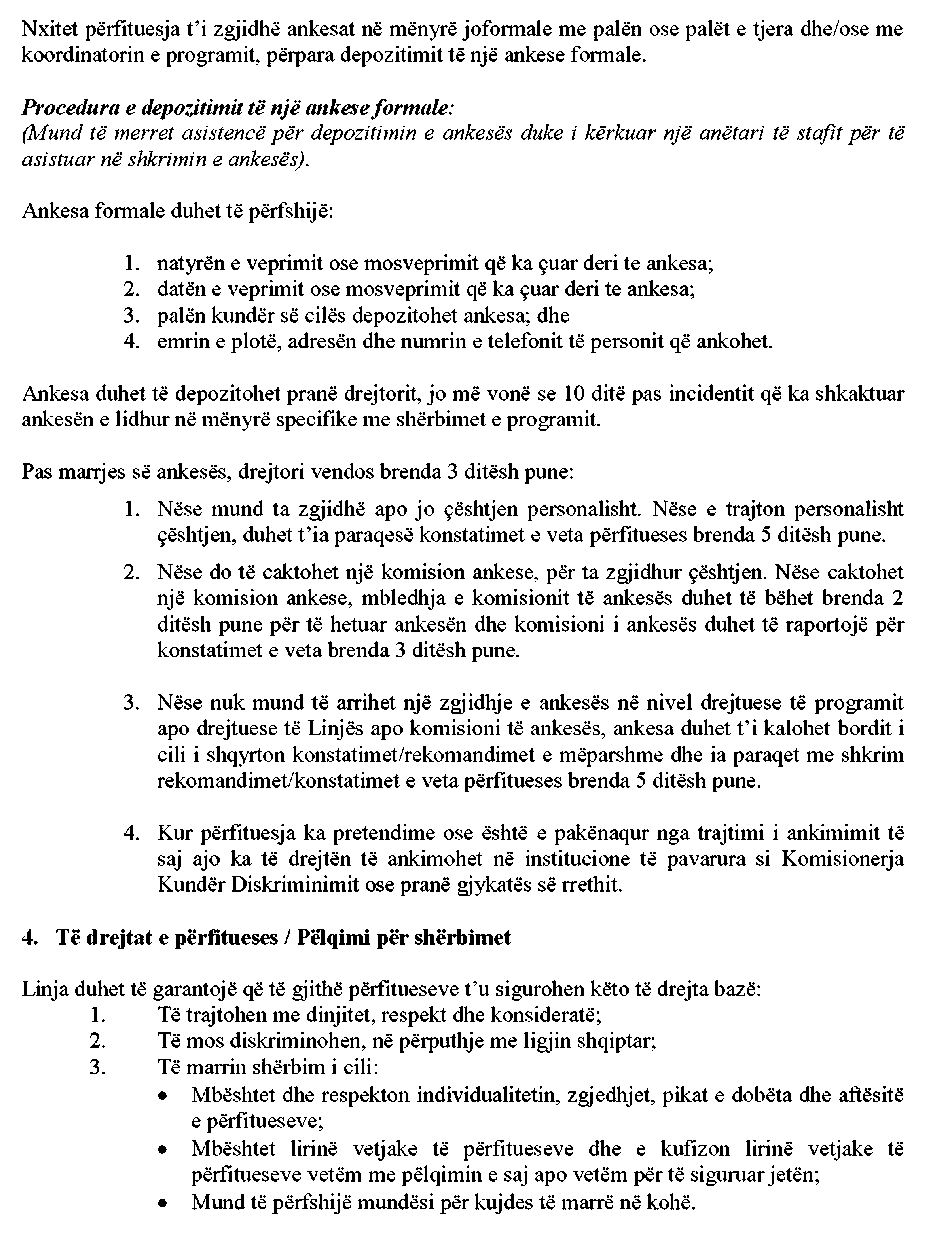 Nxitet përfituesja t’i zgjidhë ankesat në mënyrë joformale me palën ose palët e tjera dhe/ose me
koordinatorin e programit, përpara depozitimit të një ankese formale.
Procedura e depozitimit të një ankese formale:
(Mund të merret asistencë për depozitimin e ankesës duke i kërkuar një anëtari të stafit për të
asistuar në shkrimin e ankesës).
Ankesa formale duhet të përfshijë:
1. natyrën e veprimit ose mosveprimit që ka çuar deri te ankesa;
2. datën e veprimit ose mosveprimit që ka çuar deri te ankesa;
3. palën kundër së cilës depozitohet ankesa; dhe
4. emrin e plotë, adresën dhe numrin e telefonit të personit që ankohet.
Ankesa duhet të depozitohet pranë drejtorit, jo më vonë se 10 ditë pas incidentit që ka shkaktuar
ankesën e lidhur në mënyrë specifike me shërbimet e programit.
Pas marrjes së ankesës, drejtori vendos brenda 3 ditësh pune:
1. Nëse mund ta zgjidhë apo jo çështjen personalisht. Nëse e trajton personalisht
çështjen, duhet t’ia paraqesë konstatimet e veta përfitueses brenda 5 ditësh pune.
2. Nëse do të caktohet një komision ankese, për ta zgjidhur çështjen. Nëse caktohet
një komision ankese, mbledhja e komisionit të ankesës duhet të bëhet brenda 2
ditësh pune për të hetuar ankesën dhe komisioni i ankesës duhet të raportojë për
konstatimet e veta brenda 3 ditësh pune.
3. Nëse nuk mund të arrihet një zgjidhje e ankesës në nivel drejtuese të programit
apo drejtuese të Linjës apo komisioni të ankesës, ankesa duhet t’i kalohet bordit i
cili i shqyrton konstatimet/rekomandimet e mëparshme dhe ia paraqet me shkrim
rekomandimet/konstatimet e veta përfitueses brenda 5 ditësh pune.
4. Kur përfituesja ka pretendime ose është e pakënaqur nga trajtimi i ankimimit të
saj ajo ka të drejtën të ankimohet në institucione të pavarura si Komisionerja
Kundër Diskriminimit ose pranë gjykatës së rrethit.
4. Të drejtat e përfitueses / Pëlqimi për shërbimet
Linja duhet të garantojë që të gjithë përfitueseve t’u sigurohen këto të drejta bazë:
1. Të trajtohen me dinjitet, respekt dhe konsideratë;
2. Të mos diskriminohen, në përputhje me ligjin shqiptar;
3. Të marrin shërbim i cili:
• Mbështet dhe respekton individualitetin, zgjedhjet, pikat e dobëta dhe aftësitë
e përfitueseve;
• Mbështet lirinë vetjake të përfitueseve dhe e kufizon lirinë vetjake të
përfitueseve vetëm me pëlqimin e saj apo vetëm për të siguruar jetën;
• Mund të përfshijë mundësi për kujdes të marrë në kohë.